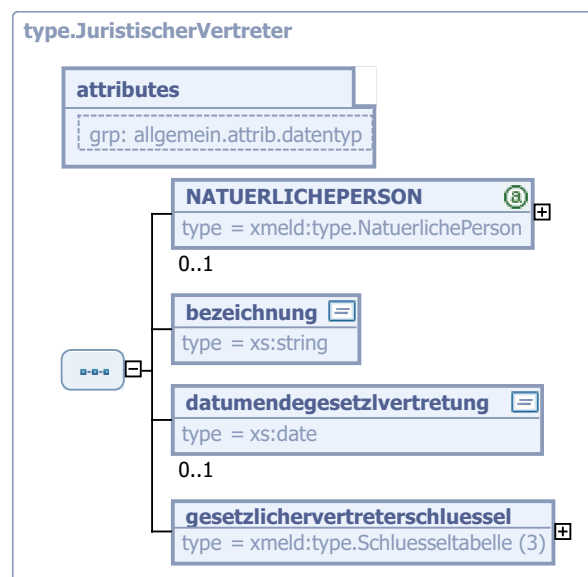 type.JuristischerVertreter
attributes
grp: allgemein.attrib.datentyp
NATUERLICHEPERSON
type = xmeld:type.NatuerlichePerson
0..1
bezeichnung
type = xs:string
datumendegesetzlvertretung
type = xs:date
0..1
gesetzlichervertreterschluessel
type = xmeld:type.Schluesseltabelle (3)